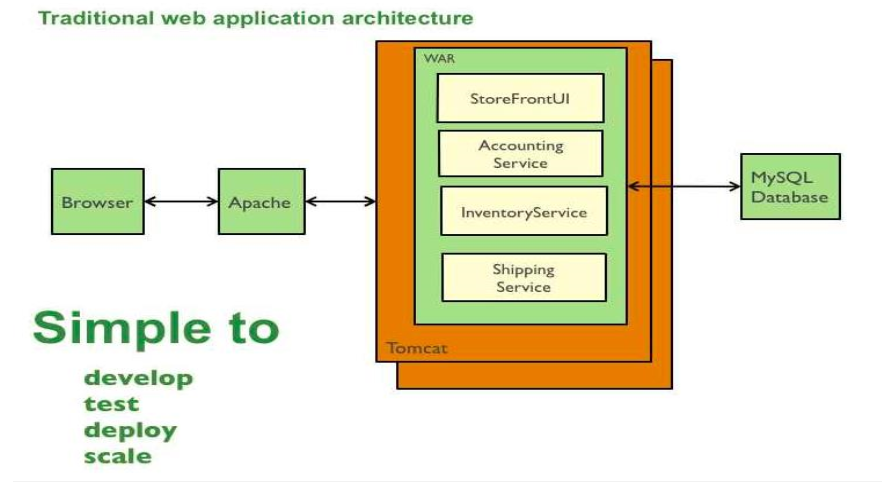 Traditional web application architecture
WAR
StoreFrontUI
Accounting
Service
InventoryService
Shipping
Service
Tomcat
Browser
Apache
MySQL
Database
Simple to
develop
test
deploy
scale